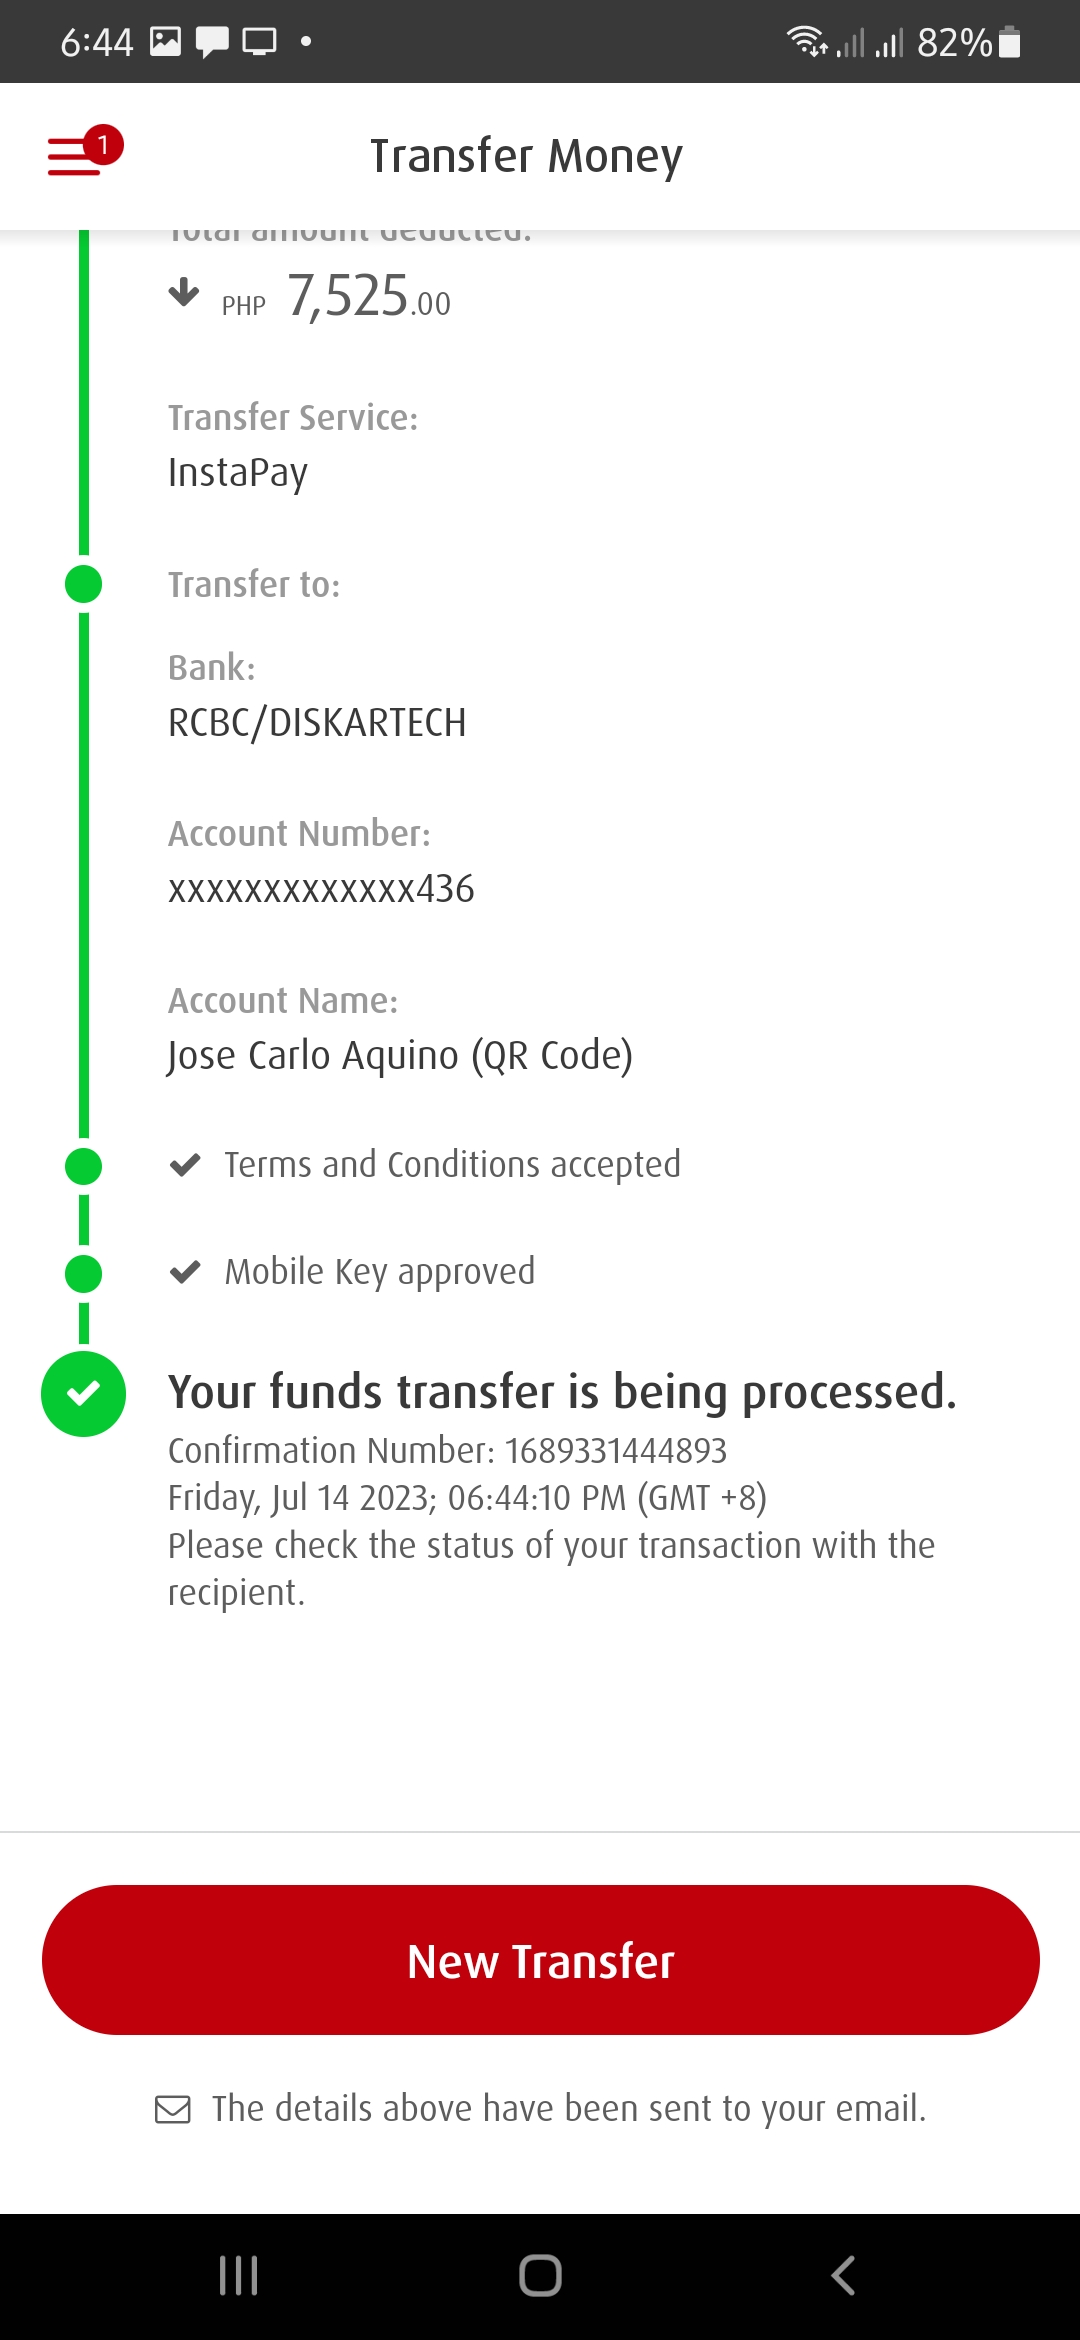 6:44
82%
1
Transfer Money
Total amount deducted:
PHP 7,525.00
Transfer Service:
InstaPay
Transfer to:
Bank:
RCBC/DISKARTECH
Account Number:
xxxxxxxxxxxxx436
Account Name:
Jose Carlo Aquino (QR Code)
Terms and Conditions accepted
Mobile Key approved
Your funds transfer is being processed.
Confirmation Number: 1689331444893
Friday, Jul 14 2023; 06:44:10 PM (GMT +8)
Please check the status of your transaction with the
recipient.
New Transfer
The details above have been sent to your email.